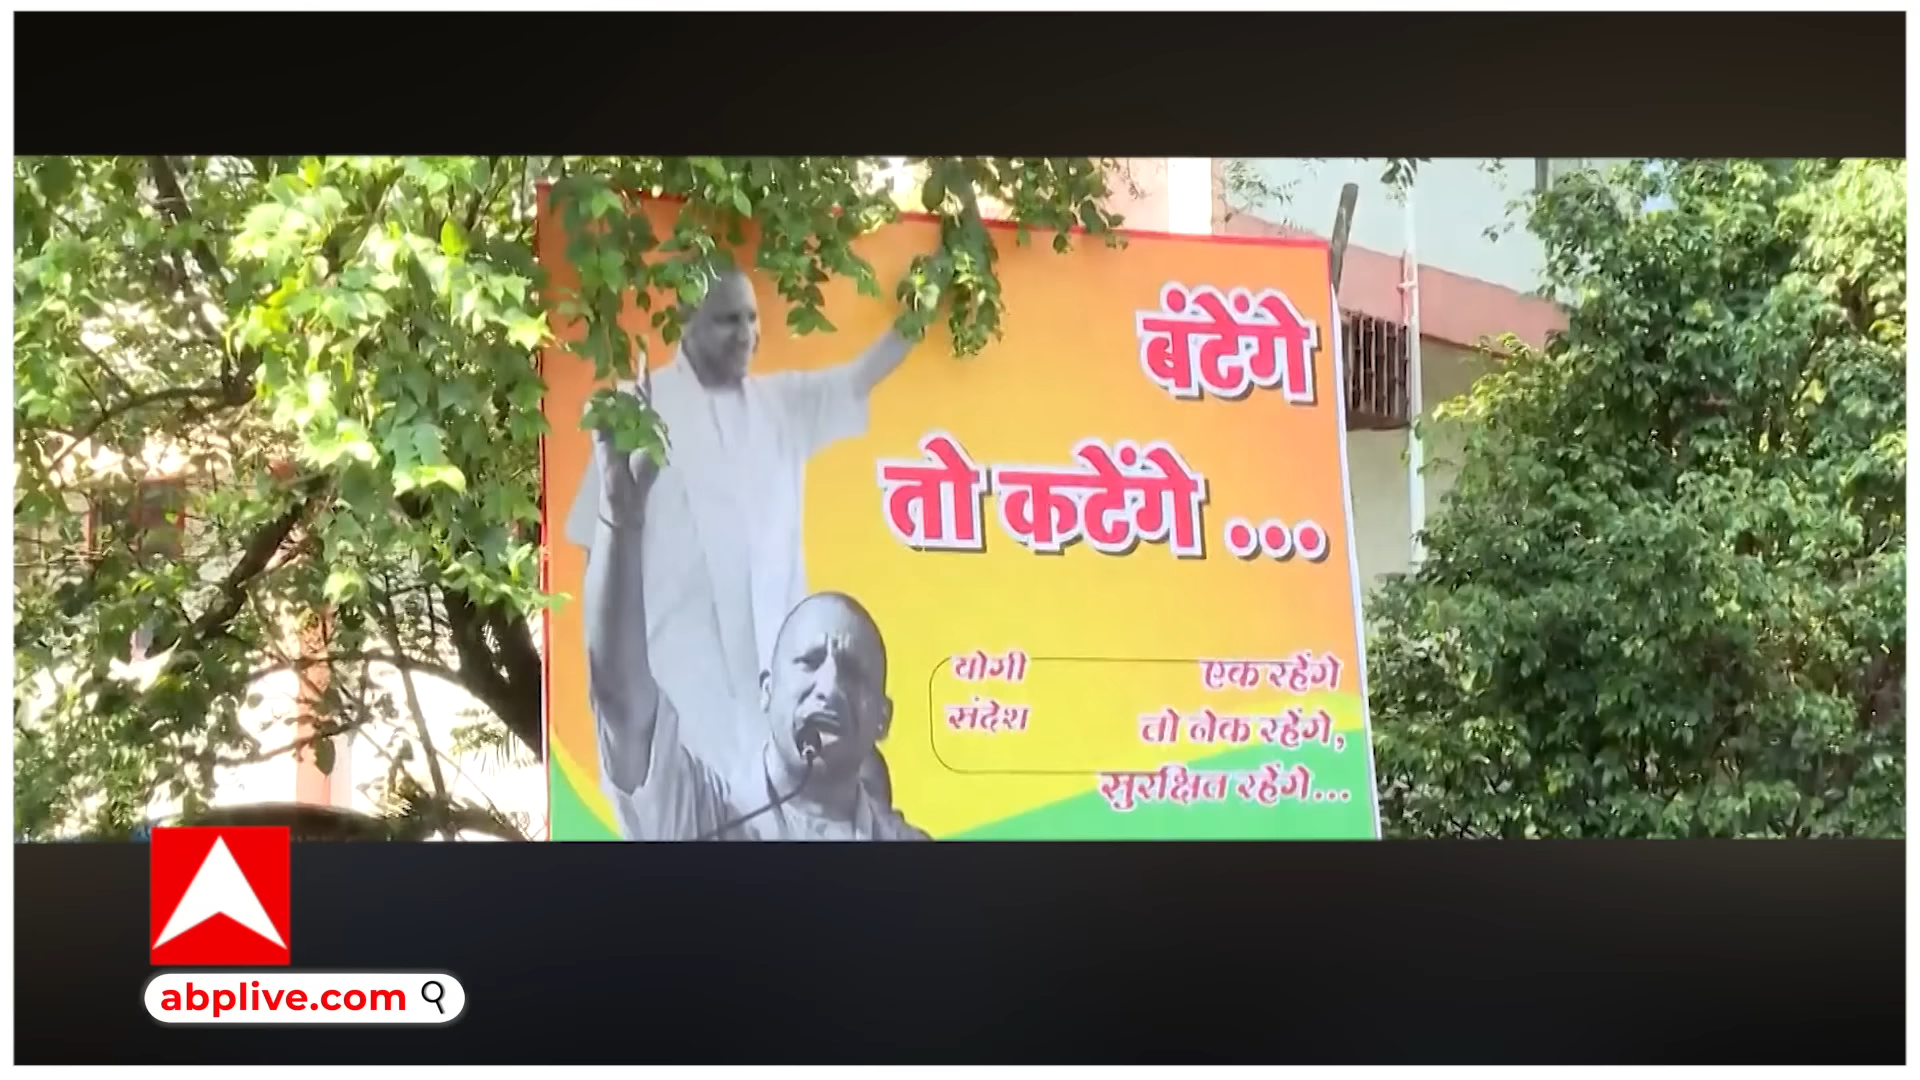 बंटेंगे
तो कटेंगे ...
योगी
संदेश
एक रहेंगे
तो नेक रहेंगे,
सुरक्षित रहेंगे...
abplive.com